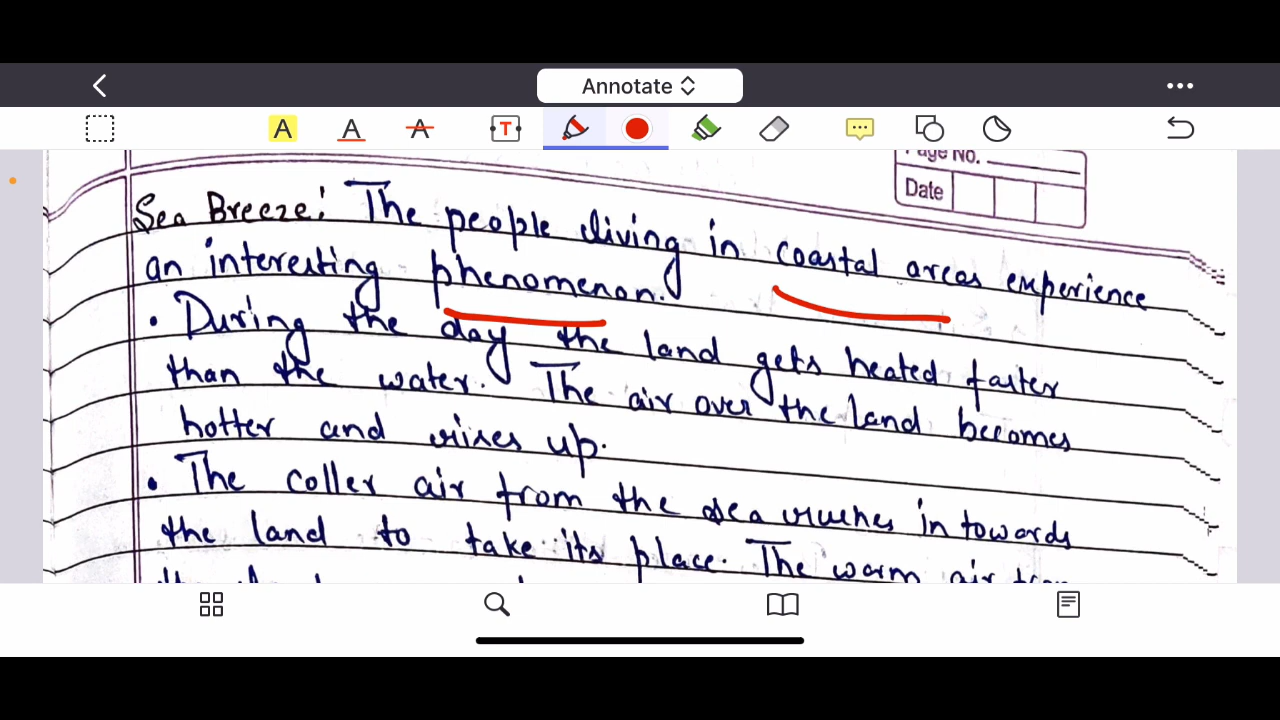 Annotate
A A A T
Page No.
Date
Sea Breeze: The people living in coastal areas experience
an interesting phenomenon.
• During the day the land gets heated faster
than the water. The air over the land becomes
hotter and rises up.
• The coller air from the sea rushes in towards
the land to take its place. The warm air from